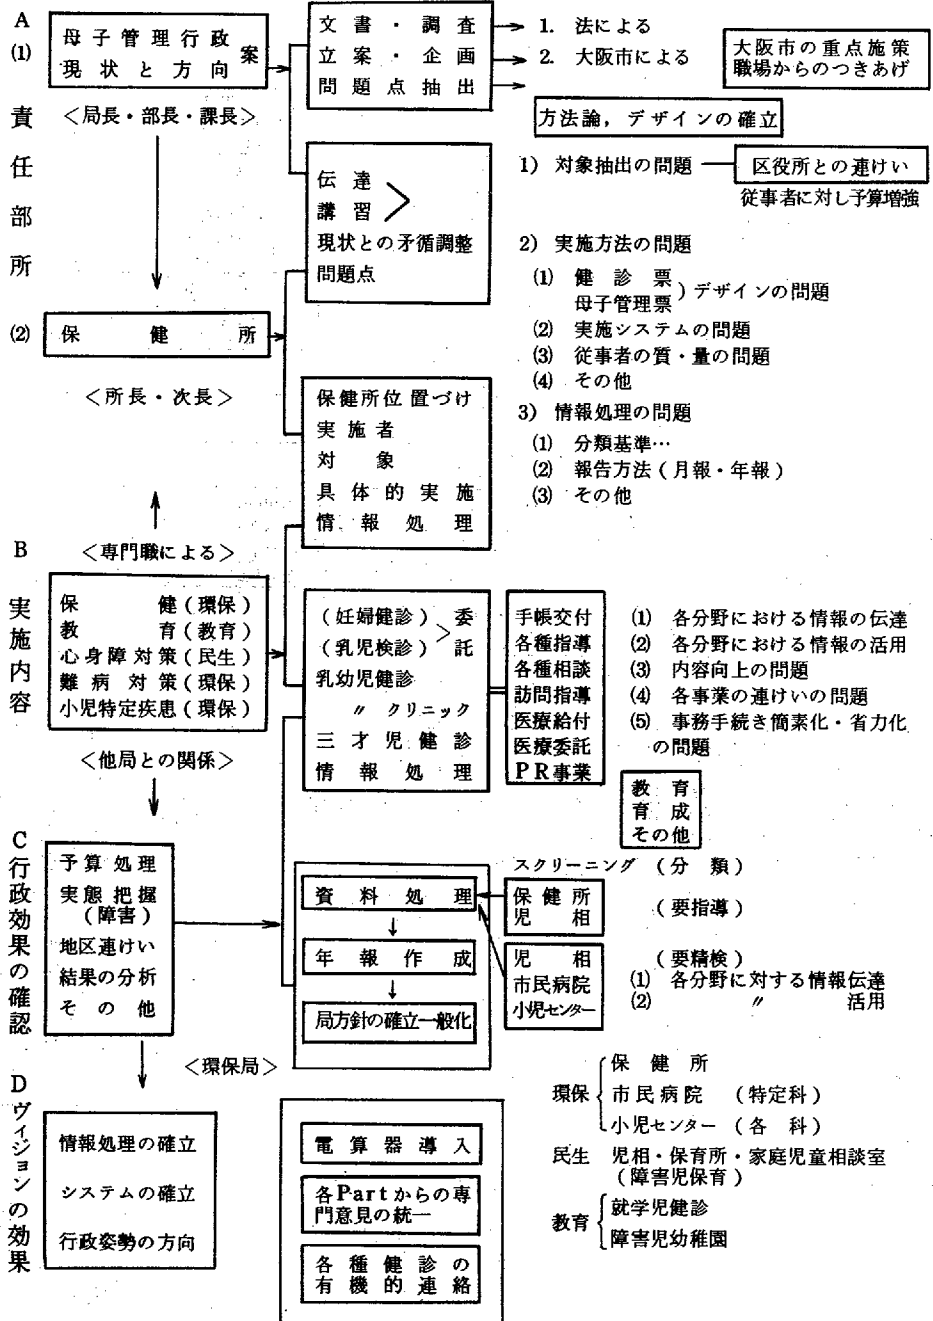 A
(1)
責任部所
母子管理行政
現状と方向
案
<局長・部長・課長>
文書・調査
立案・企画
問題点抽出
1. 法による
2. 大阪市による
大阪市の重点施策
職場からのつきあげ
方法論,デザインの確立
伝達
講習
現状との矛循調整
問題点
1) 対象抽出の問題
区役所との連けい
従事者に対し予算増強
2) 実施方法の問題
(1) 健診票
母子管理票
)デザインの問題
(2) 実施システムの問題
(3) 従事者の質・量の問題
(4) その他
3) 情報処理の問題
(1) 分類基準…
(2) 報告方法(月報・年報)
(3) その他
(2)
保健所
<所長・次長>
保健所位置づけ
実施者
対象
具体的実施
情報処理
B
実施内容
<専門職による>
保健(環保)
教育(教育)
心身障対策(民生)
難病対策(環保)
小児特定疾患(環保)
<他局との関係>
(妊婦健診)
(乳児検診)
>委託
乳幼児健診
〃 クリニック
三才児健診
情報処理
手帳交付
各種指導
各種相談
訪問指導
医療給付
医療委託
PR事業
(1) 各分野における情報の伝達
(2) 各分野における情報の活用
(3) 内容向上の問題
(4) 各事業の連けいの問題
(5) 事務手続き簡素化・省力化
の問題
教育
育成
その他
C
行政効果の確認
予算処理
実態把握
(障害)
地区連けい
結果の分析
その他
<環保局>
資料処理
年報作成
局方針の確立一般化
スクリーニング (分類)
保健所
児相
(要指導)
児相
市民病院
小児センター
(要精検)
(1) 各分野に対する情報伝達
(2) 〃 活用
D
ヴィジョンの効果
情報処理の確立
システムの確立
行政姿勢の方向
電算器導入
各Partからの専
門意見の統一
各種健診の
有機的連絡
環保
保健所
市民病院 (特定科)
小児センター (各科)
民生 児相・保育所・家庭児童相談室
(障害児保育)
教育
就学児健診
障害児幼稚園